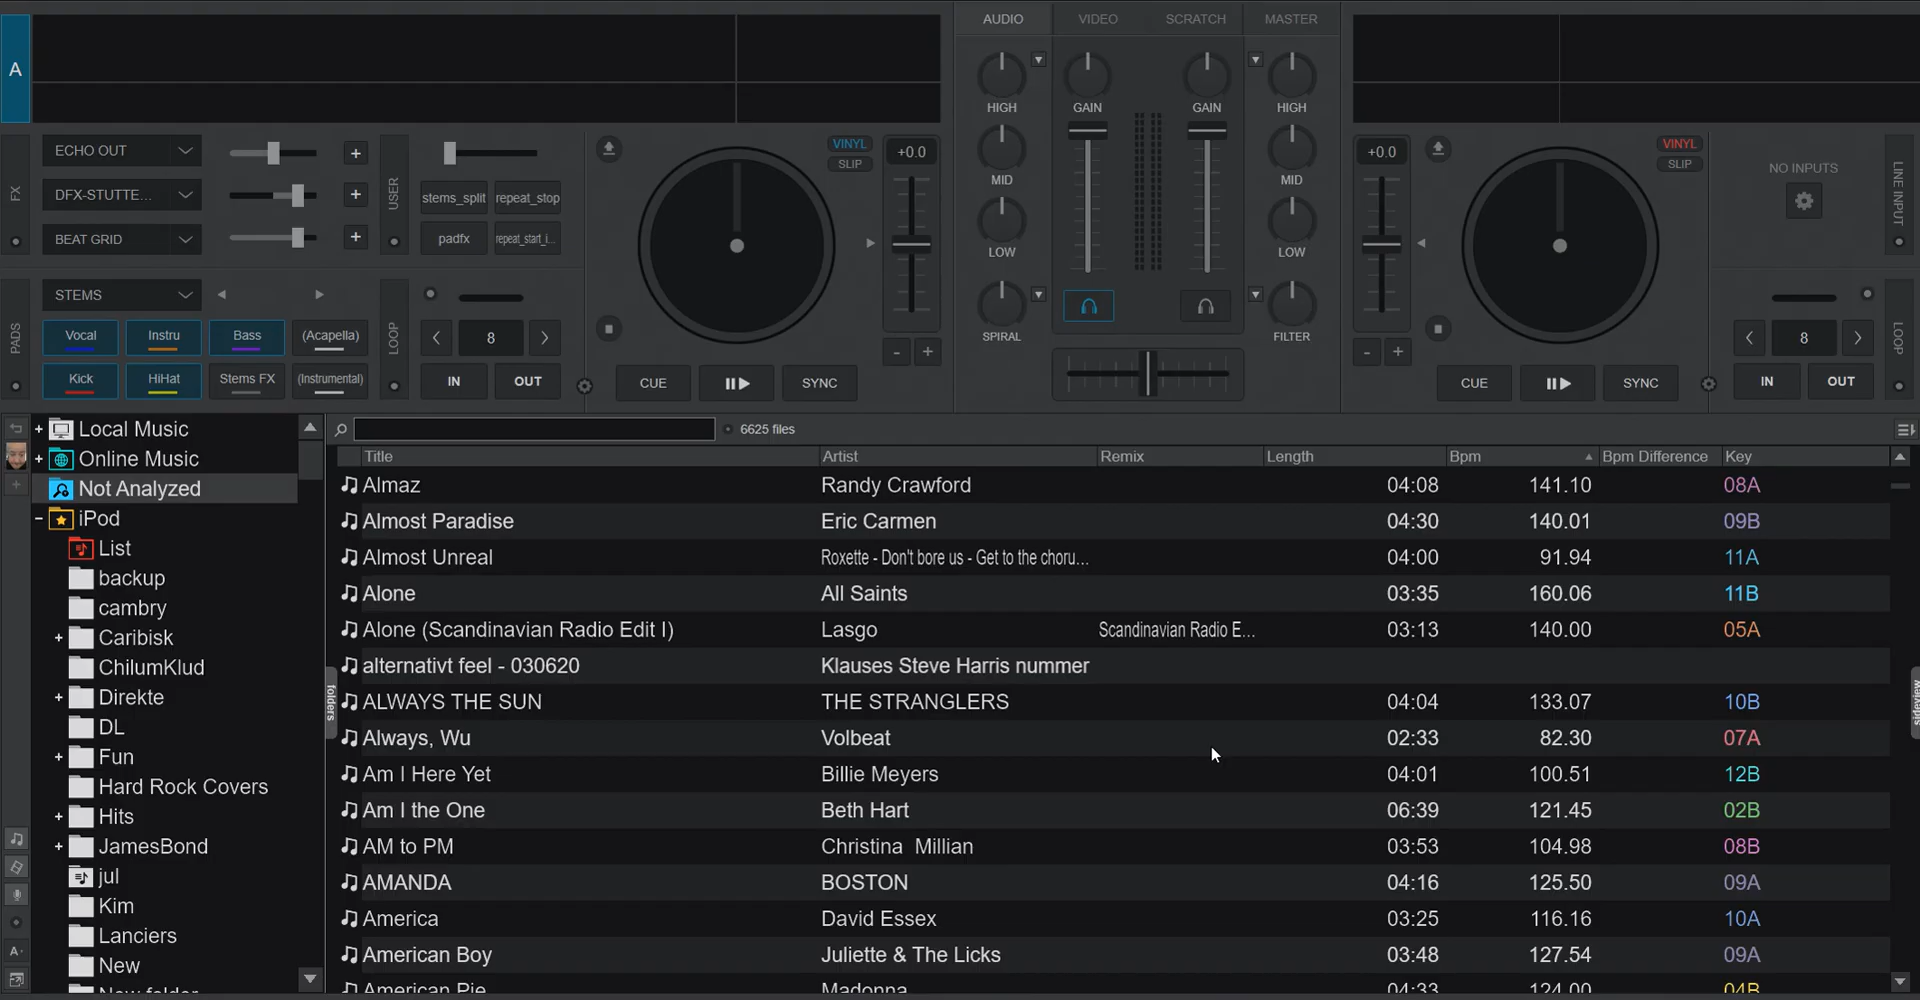 AUDIO VIDEO SCRATCH MASTER
A
HIGH GAIN GAIN HIGH
MID MID
LOW LOW
SPIRAL FILTER
FX
ECHO OUT
DFX-STUTTE...
BEAT GRID
USER
stems_split repeat_stop
padfx repeat_start_i...
VINYL
SLIP
+0.0
PADS
STEMS
Vocal Instru Bass (Acapella)
Kick HiHat Stems FX (Instrumental)
LOOP
8
IN OUT
CUE SYNC
- +
+0.0
VINYL
SLIP
NO INPUTS
LINE INPUT
- +
CUE SYNC
8
IN OUT
LOOP
+ Local Music
+ Online Music
Not Analyzed
- iPod
List
backup
cambry
+ Caribisk
ChilumKlud
+ Direkte
DL
+ Fun
Hard Rock Covers
+ Hits
+ JamesBond
jul
Kim
Lanciers
New
New folder
folders
6625 files
Title Artist Remix Length Bpm Bpm Difference Key
Almaz Randy Crawford 04:08 141.10 08A
Almost Paradise Eric Carmen 04:30 140.01 09B
Almost Unreal Roxette - Don't bore us - Get to the choru... 04:00 91.94 11A
Alone All Saints 03:35 160.06 11B
Alone (Scandinavian Radio Edit I) Lasgo Scandinavian Radio E... 03:13 140.00 05A
alternativt feel - 030620 Klauses Steve Harris nummer
ALWAYS THE SUN THE STRANGLERS 04:04 133.07 10B
Always, Wu Volbeat 02:33 82.30 07A
Am I Here Yet Billie Meyers 04:01 100.51 12B
Am I the One Beth Hart 06:39 121.45 02B
AM to PM Christina Millian 03:53 104.98 08B
AMANDA BOSTON 04:16 125.50 09A
America David Essex 03:25 116.16 10A
American Boy Juliette & The Licks 03:48 127.54 09A
American Pie Madonna 04:33 124.00 04B
sideview